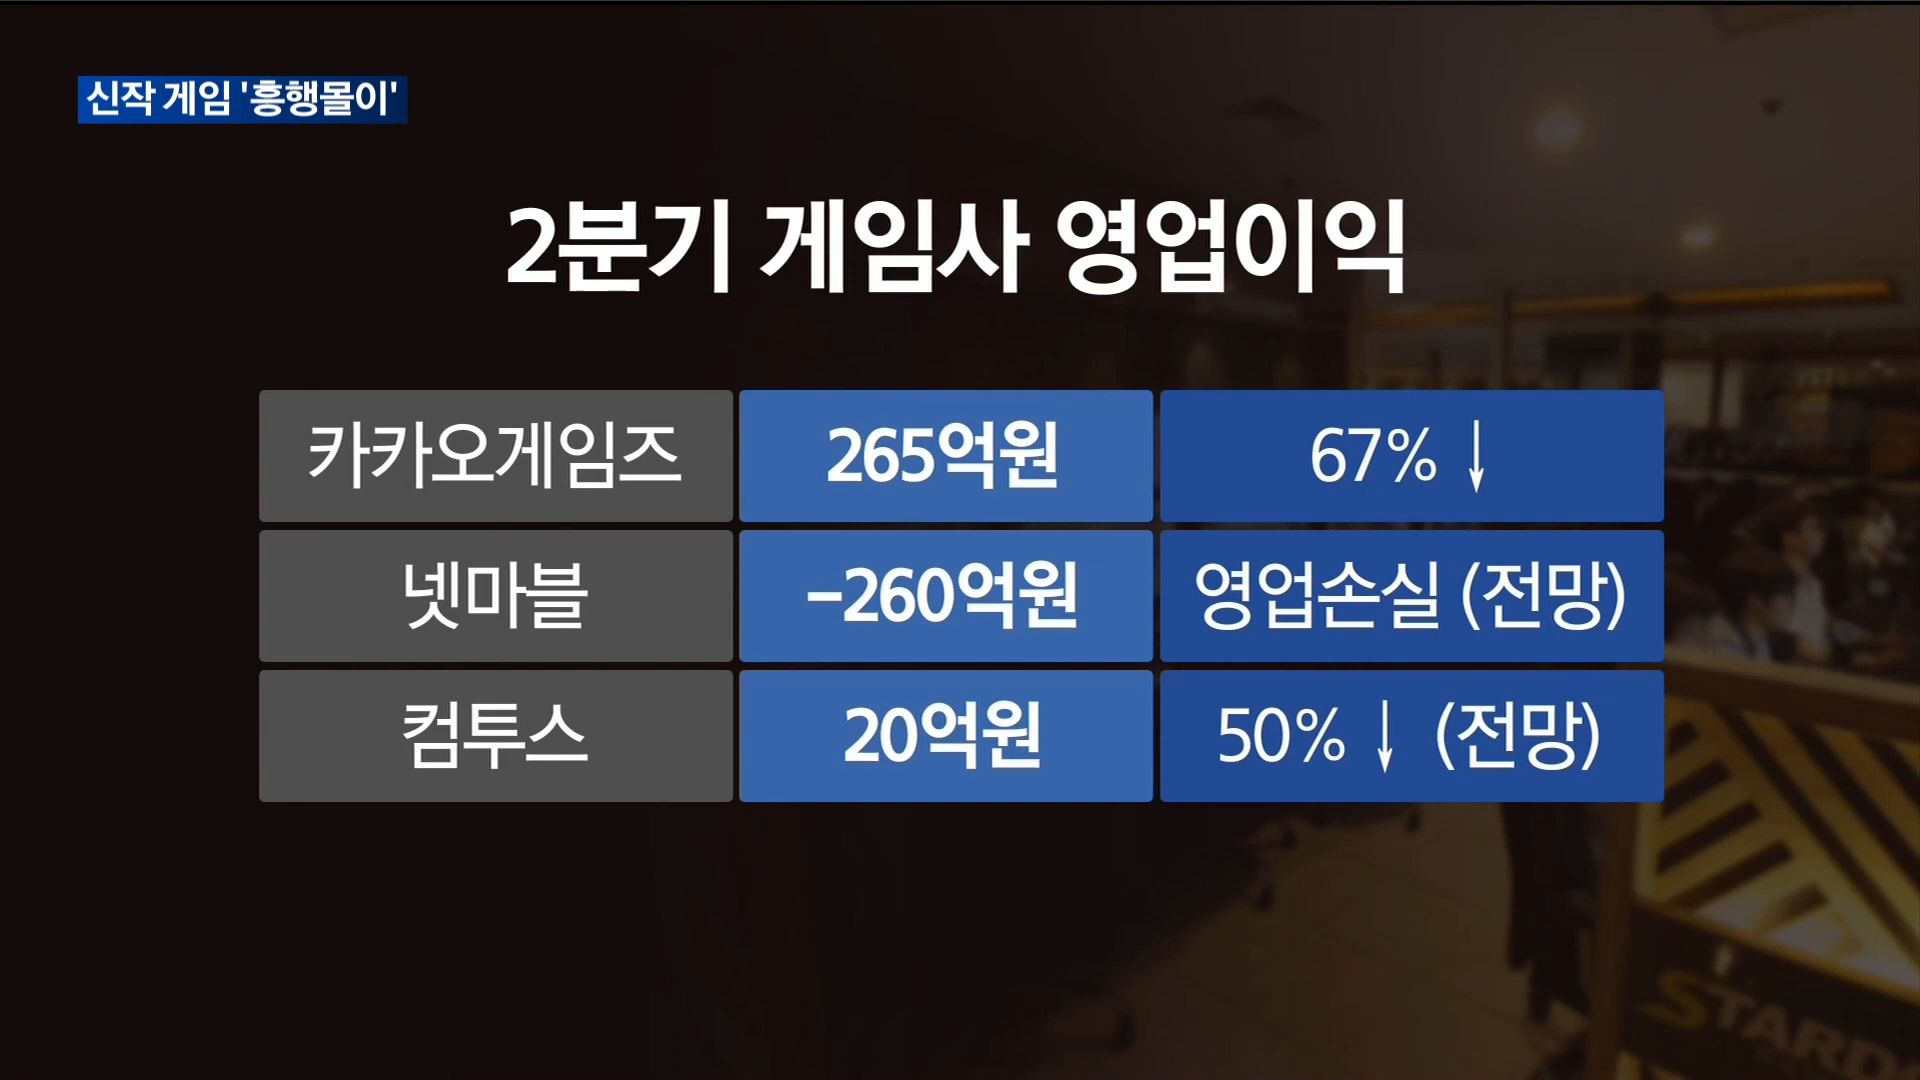 신작 게임 '흥행몰이'
2분기 게임사 영업이익
카카오게임즈 265억원 67% ↓
넷마블 -260억원 영업손실 (전망)
컴투스 20억원 50% ↓ (전망)
STARD